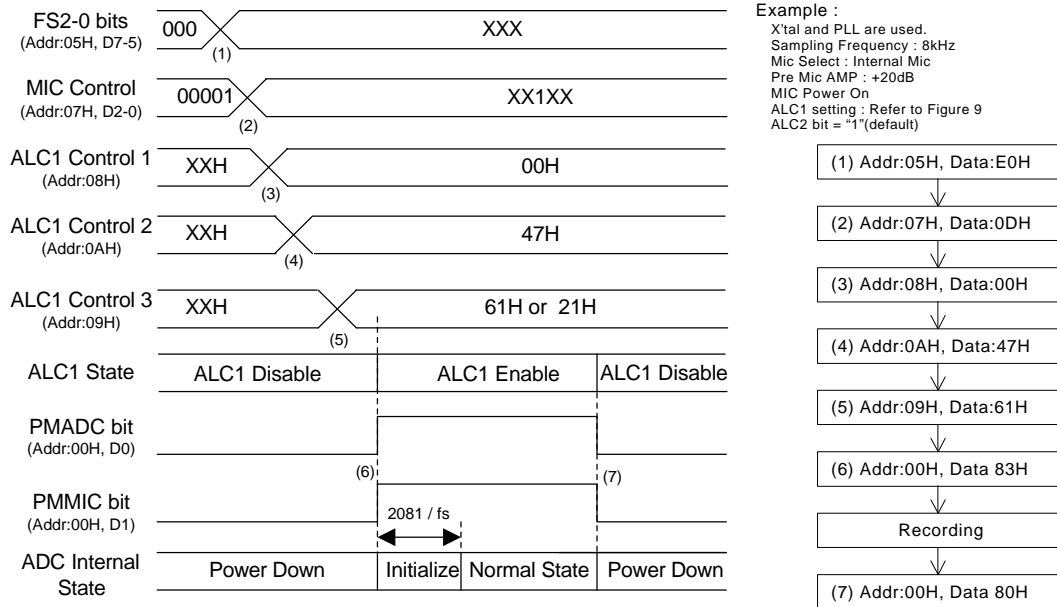 FS2-0 bits
(Addr:05H, D7-5)
000
XXX
(1)
MIC Control
(Addr:07H, D2-0)
00001
XX1XX
(2)
ALC1 Control 1
(Addr:08H)
XXH
00H
(3)
ALC1 Control 2
(Addr:0AH)
XXH
47H
(4)
ALC1 Control 3
(Addr:09H)
XXH
61H or 21H
(5)
ALC1 State
ALC1 Disable
ALC1 Enable
ALC1 Disable
PMADC bit
(Addr:00H, D0)
(6)
(7)
PMMIC bit
(Addr:00H, D1)
2081 / fs
ADC Internal
State
Power Down
Initialize
Normal State
Power Down
Example :
X'tal and PLL are used.
Sampling Frequency : 8kHz
Mic Select : Internal Mic
Pre Mic AMP : +20dB
MIC Power On
ALC1 setting : Refer to Figure 9
ALC2 bit = “1”(default)
(1) Addr:05H, Data:E0H
(2) Addr:07H, Data:0DH
(3) Addr:08H, Data:00H
(4) Addr:0AH, Data:47H
(5) Addr:09H, Data:61H
(6) Addr:00H, Data 83H
Recording
(7) Addr:00H, Data 80H